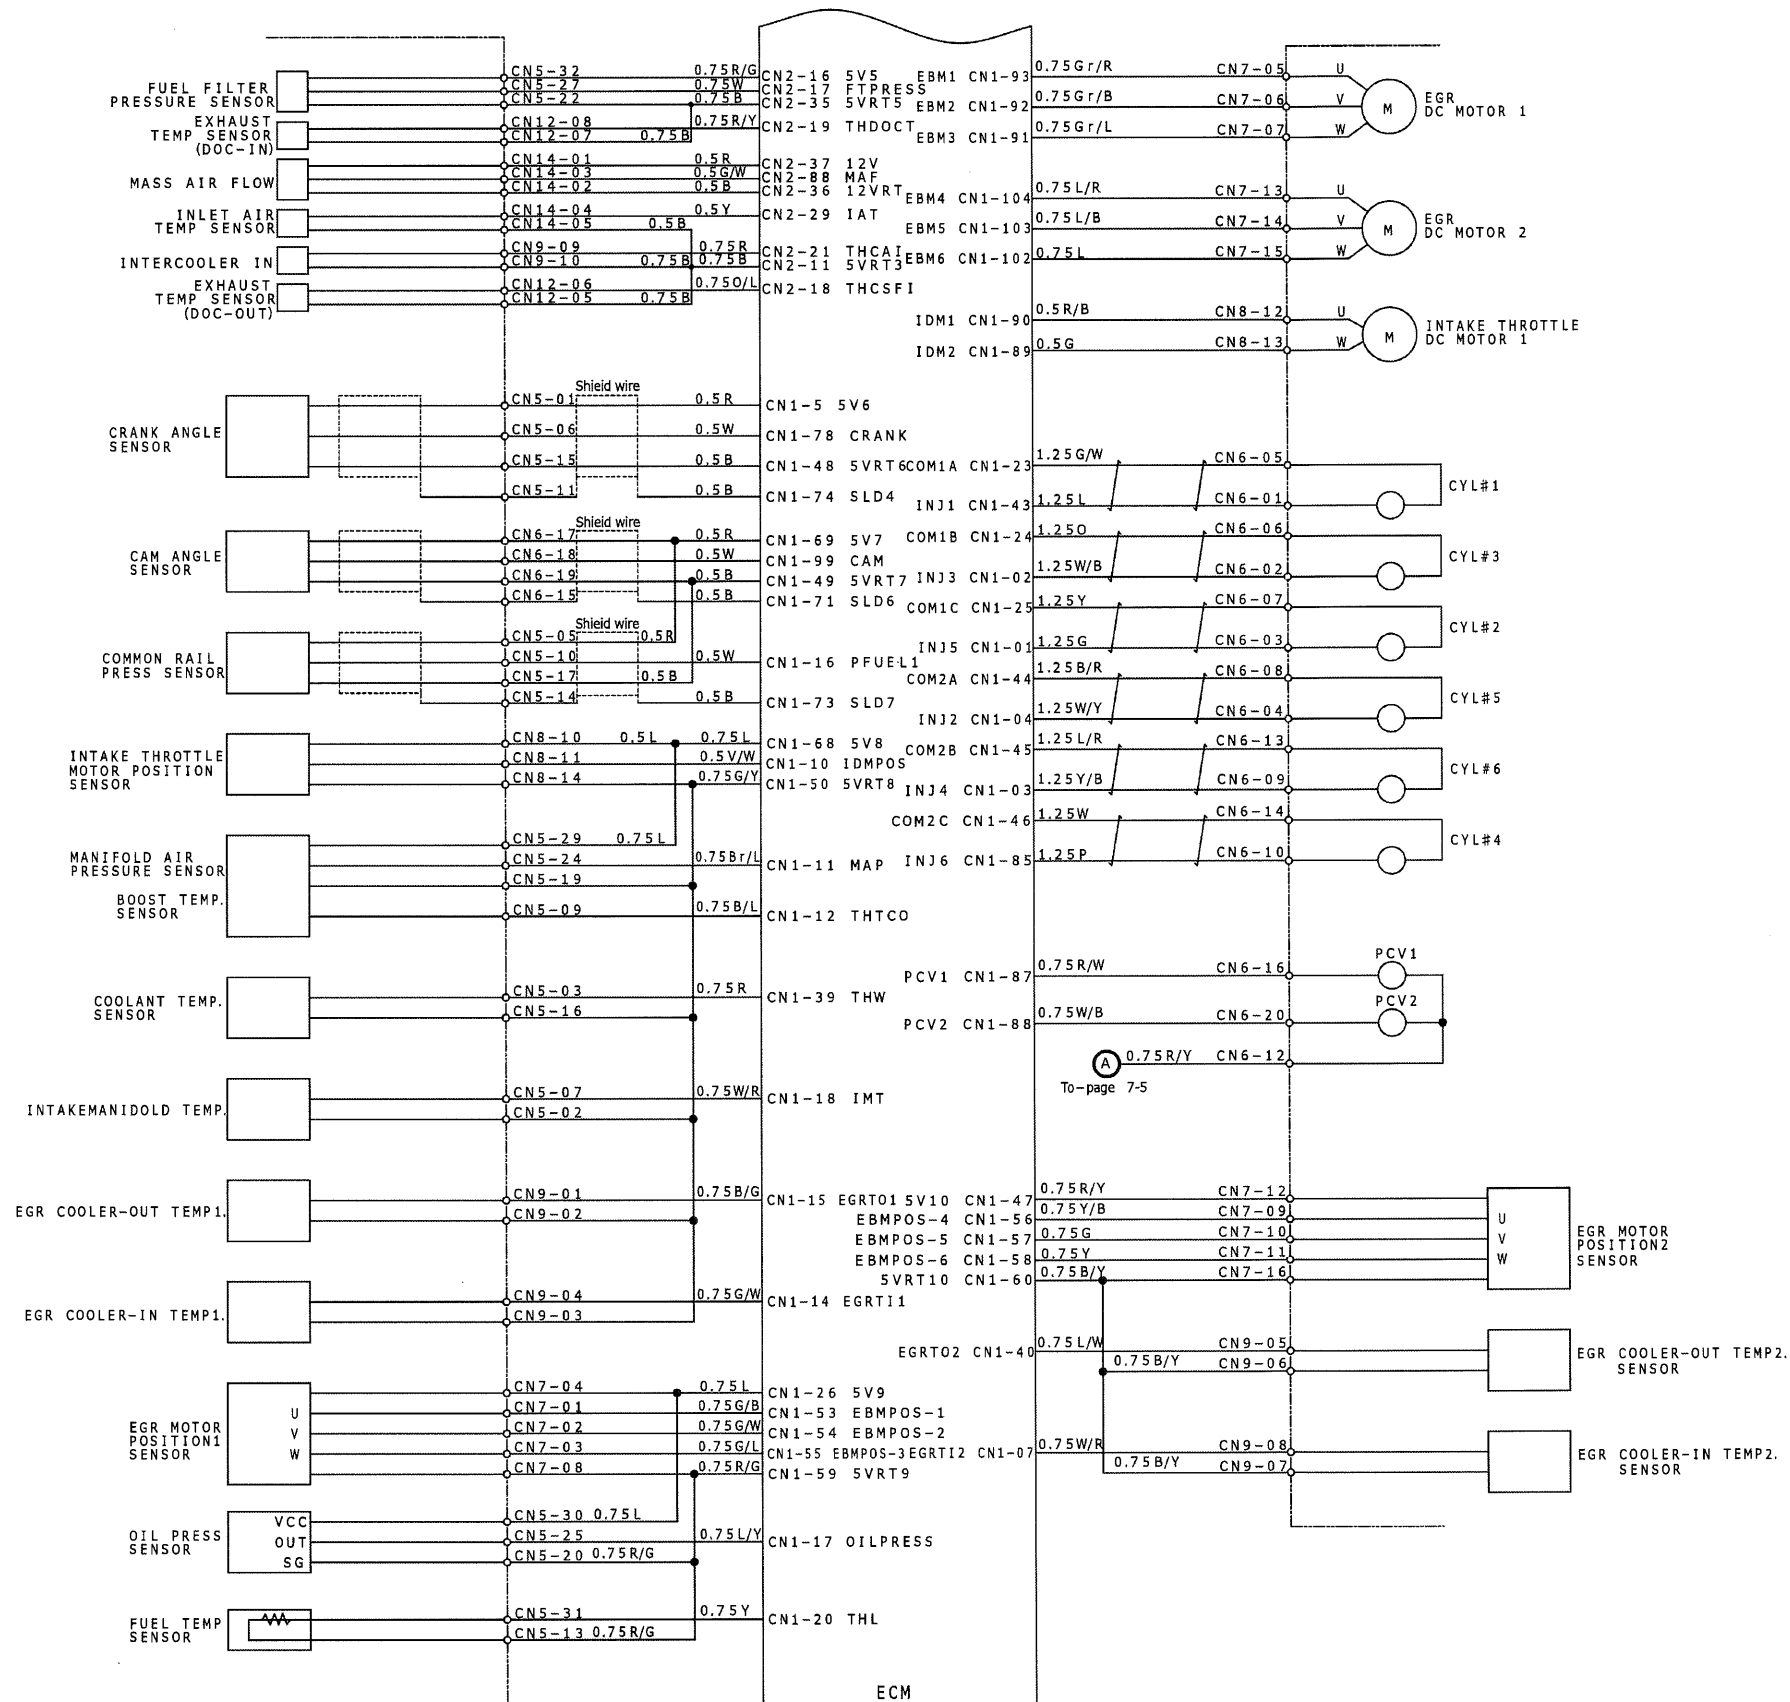 FUEL FILTER
PRESSURE SENSOR
CN5-32
0.75R/G
CN2-16 5V5
CN5-27
0.75W
CN2-17 FTPRESS
CN5-22
0.75B
CN2-35 5VRT5
EXHAUST
TEMP SENSOR
(DOC-IN)
CN12-08
0.75R/Y
CN2-19 THDOCT
CN12-07
0.75B
MASS AIR FLOW
CN14-01
0.5R
CN2-37 12V
CN14-03
0.5G/W
CN2-88 MAF
CN14-02
0.5B
CN2-36 12VRT
INLET AIR
TEMP SENSOR
CN14-04
0.5Y
CN2-29 IAT
CN14-05
0.5B
INTERCOOLER IN
CN9-09
0.75R
CN2-21 THCAI
CN9-10
0.75B
0.75B
CN2-11 5VRT3
EXHAUST
TEMP SENSOR
(DOC-OUT)
CN12-06
0.75O/L
CN2-18 THCSFI
CN12-05
0.75B
CRANK ANGLE
SENSOR
Shield wire
CN5-01
0.5R
CN1-5 5V6
CN5-06
0.5W
CN1-78 CRANK
CN5-15
0.5B
CN1-48 5VRT6
CN5-11
0.5B
CN1-74 SLD4
CAM ANGLE
SENSOR
Shield wire
CN6-17
0.5R
CN1-69 5V7
CN6-18
0.5W
CN1-99 CAM
CN6-19
0.5B
CN1-49 5VRT7
CN6-15
0.5B
CN1-71 SLD6
COMMON RAIL
PRESS SENSOR
Shield wire
CN5-05
0.5R
CN5-10
0.5W
CN1-16 PFUEL1
CN5-17
0.5B
CN5-14
0.5B
CN1-73 SLD7
INTAKE THROTTLE
MOTOR POSITION
SENSOR
CN8-10
0.5L
0.75L
CN1-68 5V8
CN8-11
0.5V/W
CN1-10 IDMPOS
CN8-14
0.75G/Y
CN1-50 5VRT8
MANIFOLD AIR
PRESSURE SENSOR
BOOST TEMP.
SENSOR
CN5-29
0.75L
CN5-24
0.75Br/L
CN1-11 MAP
CN5-19
CN5-09
0.75B/L
CN1-12 THTCO
COOLANT TEMP.
SENSOR
CN5-03
0.75R
CN1-39 THW
CN5-16
INTAKEMANIDOLD TEMP.
CN5-07
0.75W/R
CN1-18 IMT
CN5-02
EGR COOLER-OUT TEMP1.
CN9-01
0.75B/G
CN1-15 EGRTO1
CN9-02
EGR COOLER-IN TEMP1.
CN9-04
0.75G/W
CN1-14 EGRTI1
CN9-03
EGR MOTOR
POSITION1
SENSOR
U
V
W
CN7-04
0.75L
CN1-26 5V9
CN7-01
0.75G/B
CN1-53 EBMPOS-1
CN7-02
0.75G/W
CN1-54 EBMPOS-2
CN7-03
0.75G/L
CN1-55 EBMPOS-3
CN7-08
0.75R/G
CN1-59 5VRT9
OIL PRESS
SENSOR
VCC
OUT
SG
CN5-30 0.75L
CN5-25
0.75L/Y
CN1-17 OILPRESS
CN5-20 0.75R/G
FUEL TEMP
SENSOR
CN5-31
0.75Y
CN1-20 THL
CN5-13 0.75R/G
ECM
EBM1 CN1-93
0.75Gr/R
CN7-05
U
EBM2 CN1-92
0.75Gr/B
CN7-06
V
EBM3 CN1-91
0.75Gr/L
CN7-07
W
M
EGR
DC MOTOR 1
EBM4 CN1-104
0.75L/R
CN7-13
U
EBM5 CN1-103
0.75L/B
CN7-14
V
EBM6 CN1-102
0.75L
CN7-15
W
M
EGR
DC MOTOR 2
IDM1 CN1-90
0.5R/B
CN8-12
U
IDM2 CN1-89
0.5G
CN8-13
W
M
INTAKE THROTTLE
DC MOTOR 1
COM1A CN1-23
1.25G/W
CN6-05
INJ1 CN1-43
1.25L
CN6-01
CYL#1
COM1B CN1-24
1.25O
CN6-06
INJ3 CN1-02
1.25W/B
CN6-02
CYL#3
COM1C CN1-25
1.25Y
CN6-07
INJ5 CN1-01
1.25G
CN6-03
CYL#2
COM2A CN1-44
1.25B/R
CN6-08
INJ2 CN1-04
1.25W/Y
CN6-04
CYL#5
COM2B CN1-45
1.25L/R
CN6-13
INJ4 CN1-03
1.25Y/B
CN6-09
CYL#6
COM2C CN1-46
1.25W
CN6-14
INJ6 CN1-85
1.25P
CN6-10
CYL#4
PCV1 CN1-87
0.75R/W
CN6-16
PCV1
PCV2 CN1-88
0.75W/B
CN6-20
PCV2
A
0.75R/Y
CN6-12
To-page 7-5
5V10 CN1-47
0.75R/Y
CN7-12
EBMPOS-4 CN1-56
0.75Y/B
CN7-09
U
EBMPOS-5 CN1-57
0.75G
CN7-10
V
EBMPOS-6 CN1-58
0.75Y
CN7-11
W
5VRT10 CN1-60
0.75B/Y
CN7-16
EGR MOTOR
POSITION2
SENSOR
EGRTO2 CN1-40
0.75L/W
CN9-05
0.75B/Y
CN9-06
EGR COOLER-OUT TEMP2.
SENSOR
EGRTI2 CN1-07
0.75W/R
CN9-08
0.75B/Y
CN9-07
EGR COOLER-IN TEMP2.
SENSOR